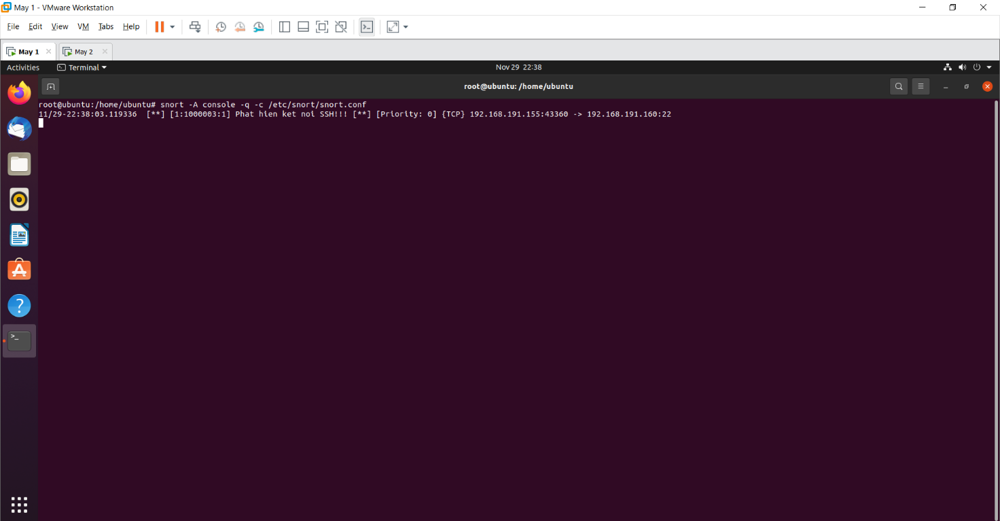 May 1 - VMware Workstation
File Edit View VM Tabs Help
May 1 May 2
Activities Terminal Nov 29 22:38
root@ubuntu: /home/ubuntu
root@ubuntu:/home/ubuntu# snort -A console -q -c /etc/snort/snort.conf
11/29-22:38:03.119336  [**] [1:1000003:1] Phat hien ket noi SSH!!! [**] [Priority: 0] {TCP} 192.168.191.155:43360 -> 192.168.191.160:22